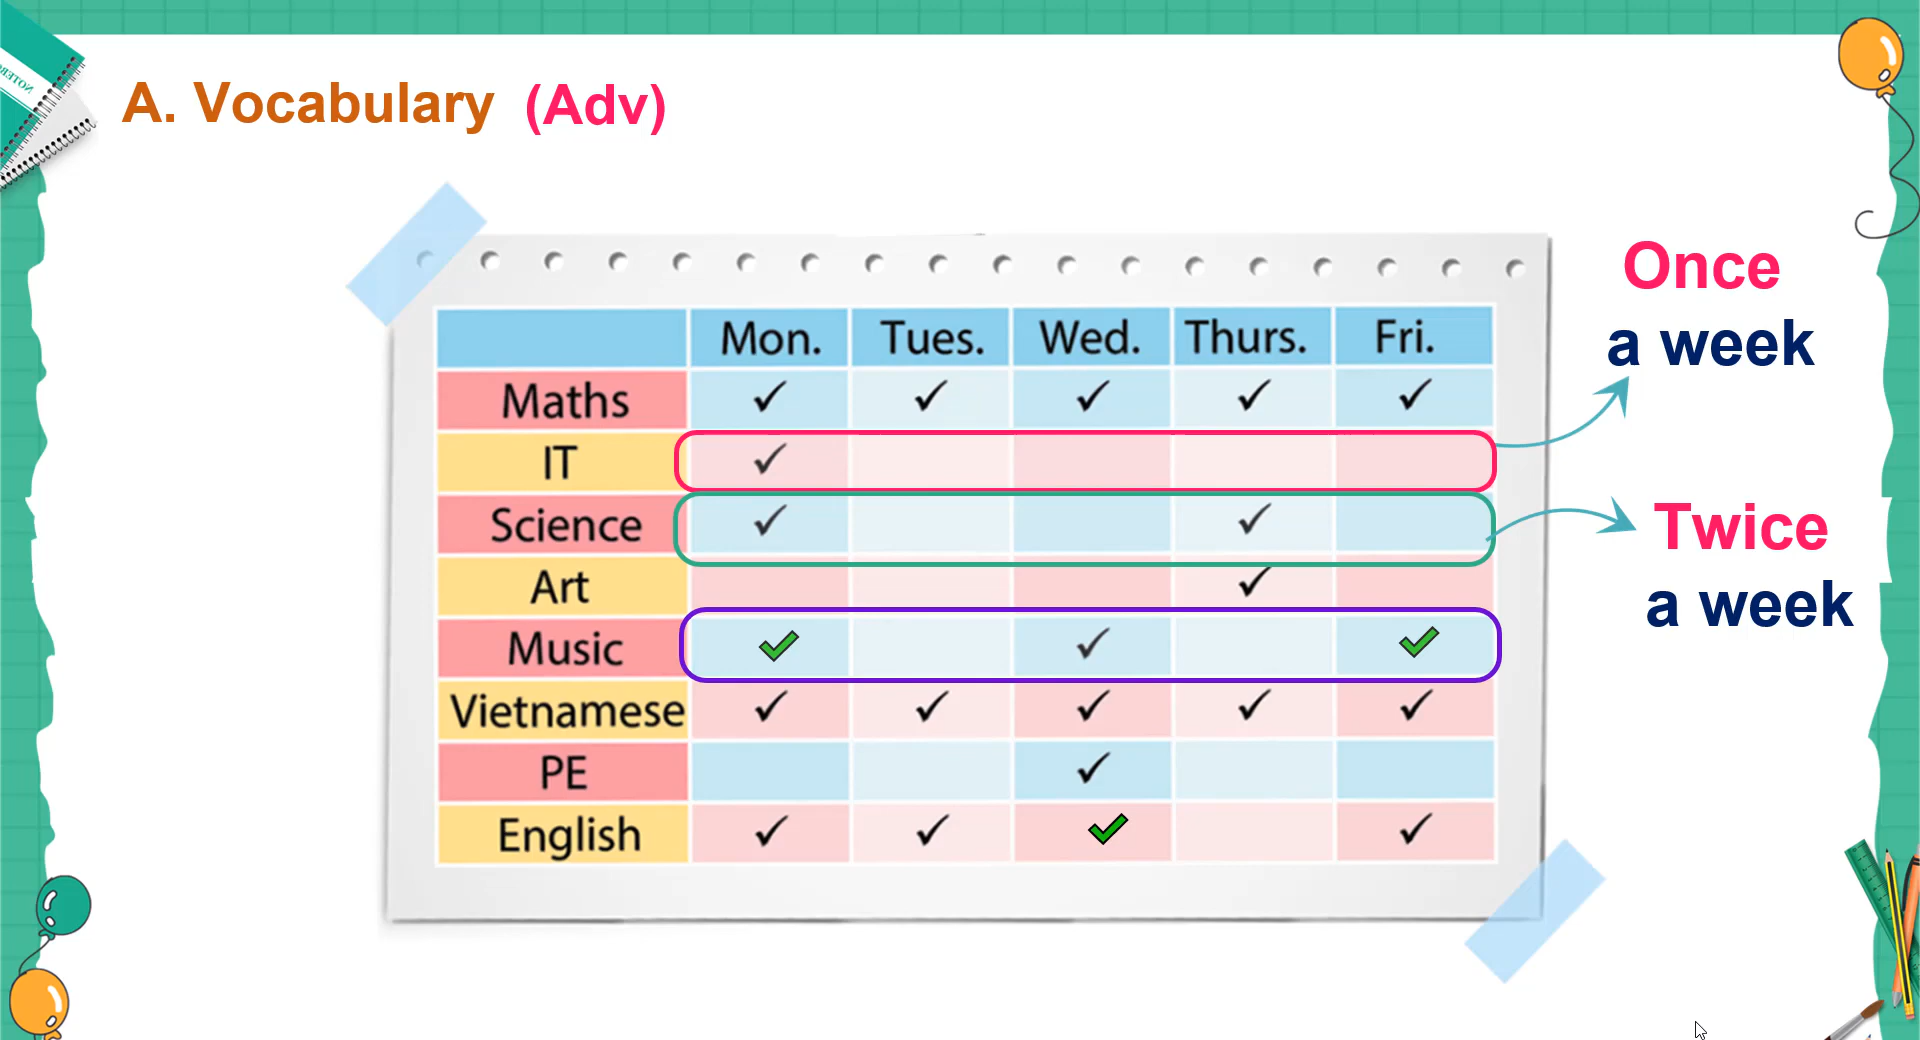 A. Vocabulary (Adv)
Mon. Tues. Wed. Thurs. Fri.
Maths ✓ ✓ ✓ ✓ ✓
IT ✓
Science ✓ ✓
Art ✓
Music ✓ ✓ ✓
Vietnamese ✓ ✓ ✓ ✓ ✓
PE ✓
English ✓ ✓ ✓ ✓
Once
a week
Twice
a week